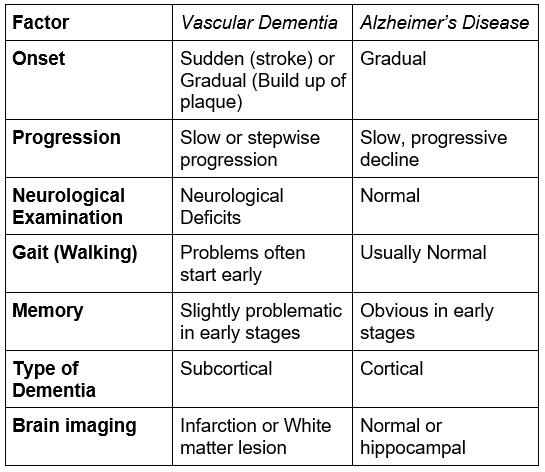 Factor Vascular Dementia Alzheimer's Disease
Onset Sudden (stroke) or Gradual
Gradual (Build up of
plaque)
Progression Slow or stepwise Slow, progressive
progression decline
Neurological Neurological Normal
Examination Deficits
Gait (Walking) Problems often Usually Normal
start early
Memory Slightly problematic Obvious in early
in early stages stages
Type of Subcortical Cortical
Dementia
Brain imaging Infarction or White Normal or
matter lesion hippocampal